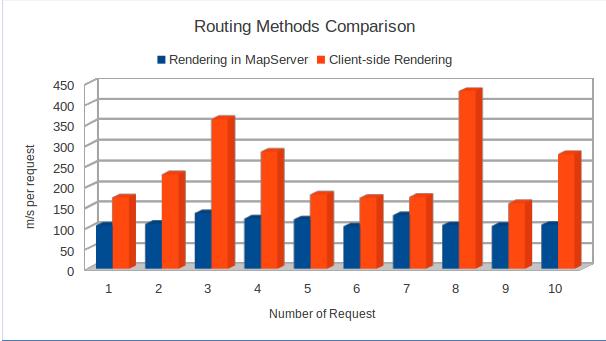 Routing Methods Comparison
Rendering in MapServer Client-side Rendering
450
400
350
300
250
200
150
100
50
0
m/s per request
1 2 3 4 5 6 7 8 9 10
Number of Request